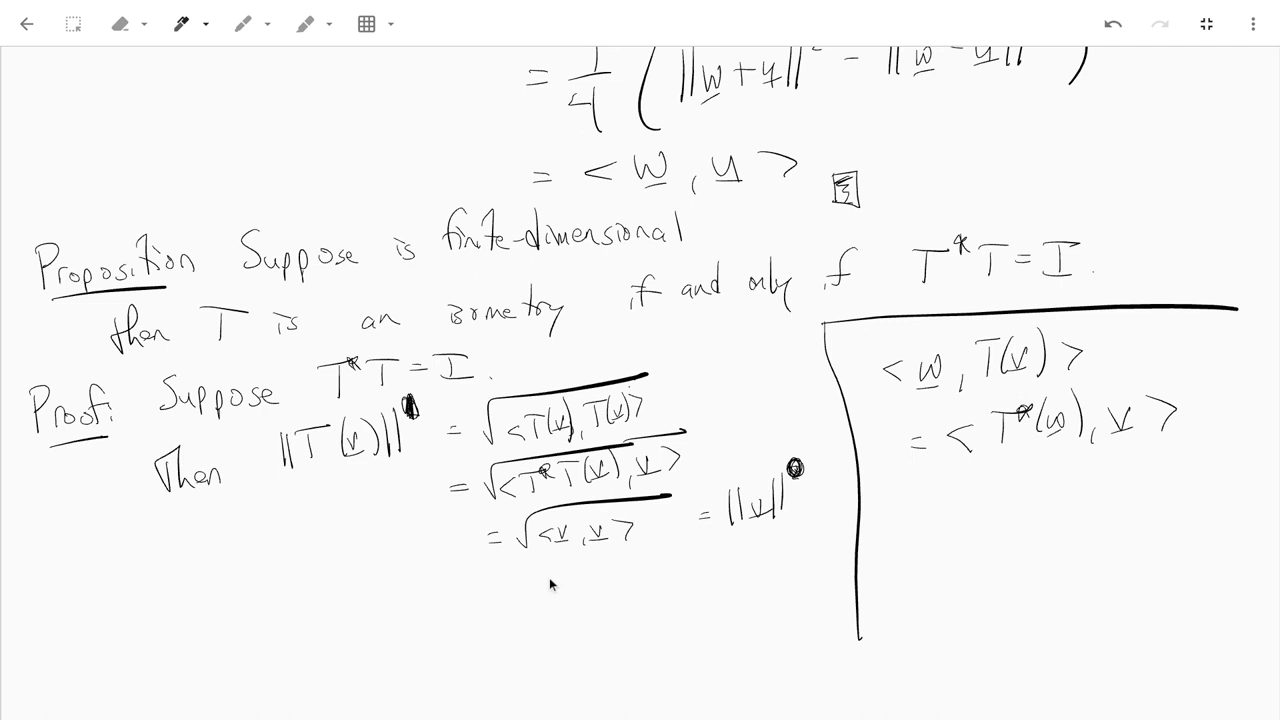 = 1/4 ( ||w + u||² - ||w - u|| )
= < w , u >
Proposition Suppose is finite-dimensional
then T is an isometry if and only if T* T = I .
Proof: Suppose T* T = I .
Then ||T(v)|| = √<T(v), T(v)>
= √<T* T(v), v>
= √<v , v> = ||v||
< w , T(v) >
= < T*(w) , v >